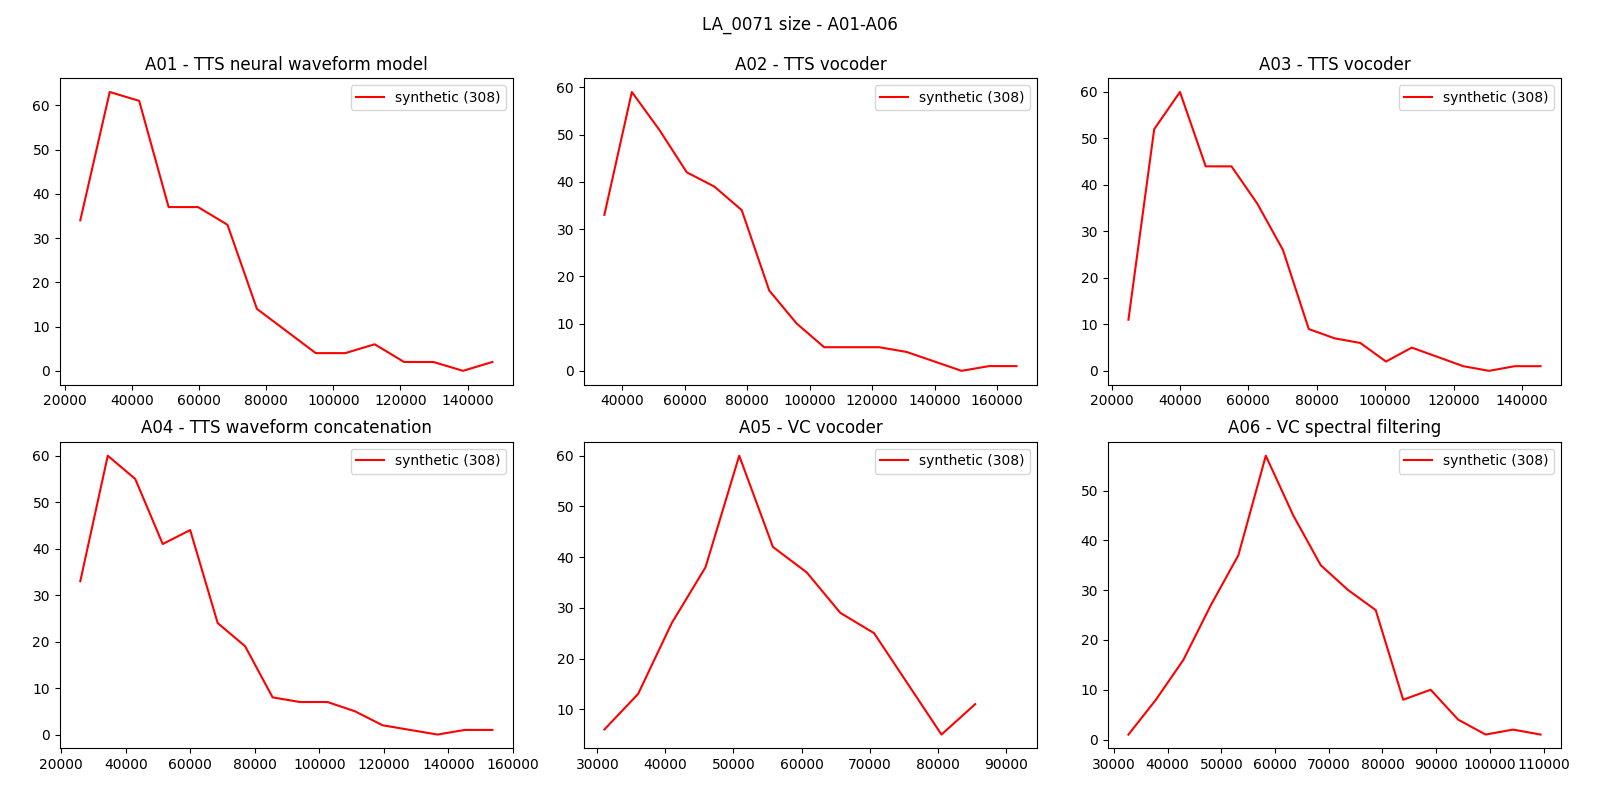 LA_0071 size - A01-A06
A01 - TTS neural waveform model
synthetic (308)
60
50
40
30
20
10
0
20000 40000 60000 80000 100000 120000 140000
A02 - TTS vocoder
synthetic (308)
60
50
40
30
20
10
0
40000 60000 80000 100000 120000 140000 160000
A03 - TTS vocoder
synthetic (308)
60
50
40
30
20
10
0
20000 40000 60000 80000 100000 120000 140000
A04 - TTS waveform concatenation
synthetic (308)
60
50
40
30
20
10
0
20000 40000 60000 80000 100000 120000 140000 160000
A05 - VC vocoder
synthetic (308)
60
50
40
30
20
10
30000 40000 50000 60000 70000 80000 90000
A06 - VC spectral filtering
synthetic (308)
50
40
30
20
10
0
30000 40000 50000 60000 70000 80000 90000 100000 110000